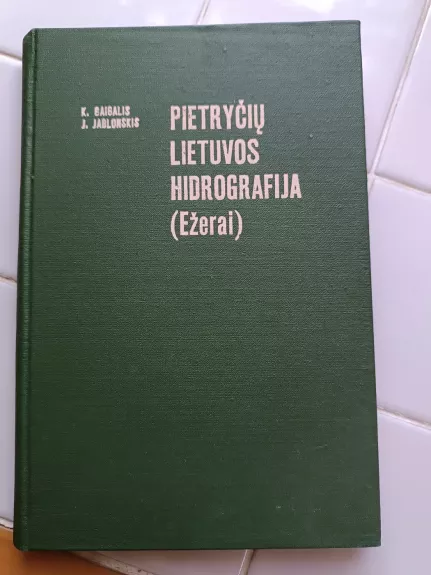 K. GAIGALIS
J. JABLONSKIS
PIETRYČIŲ
LIETUVOS
HIDROGRAFIJA
(Ežerai)